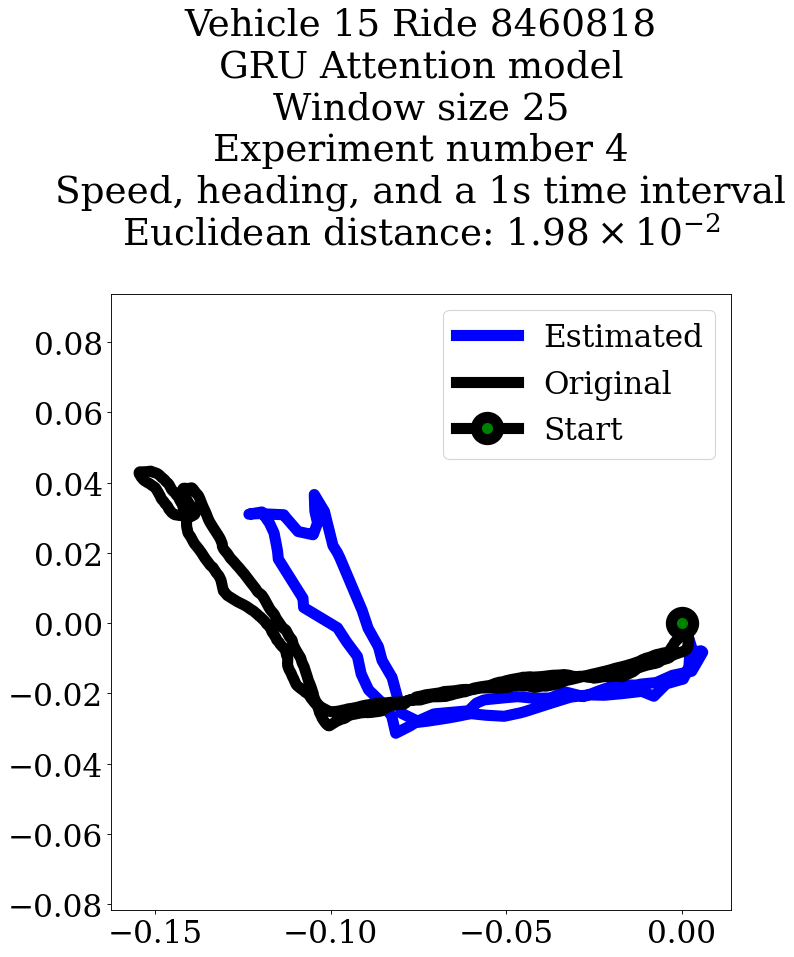 Vehicle 15 Ride 8460818
GRU Attention model
Window size 25
Experiment number 4
Speed, heading, and a 1s time interval
Euclidean distance: 1.98 × 10⁻²
Estimated
Original
Start
0.08
0.06
0.04
0.02
0.00
−0.02
−0.04
−0.06
−0.08
−0.15 −0.10 −0.05 0.00